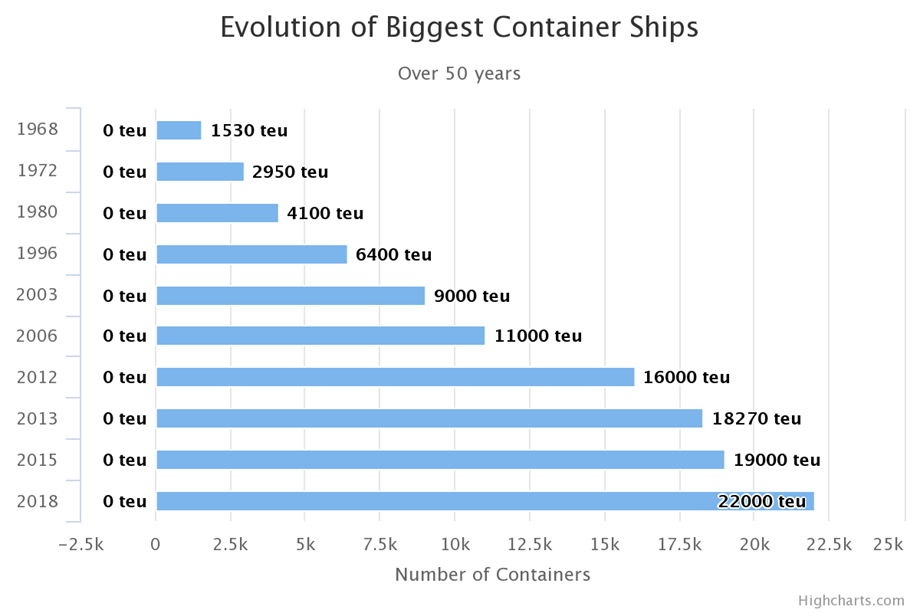 Evolution of Biggest Container Ships
Over 50 years
1968 0 teu 1530 teu
1972 0 teu 2950 teu
1980 0 teu 4100 teu
1996 0 teu 6400 teu
2003 0 teu 9000 teu
2006 0 teu 11000 teu
2012 0 teu 16000 teu
2013 0 teu 18270 teu
2015 0 teu 19000 teu
2018 0 teu 22000 teu
−2.5k 0 2.5k 5k 7.5k 10k 12.5k 15k 17.5k 20k 22.5k 25k
Number of Containers
Highcharts.com